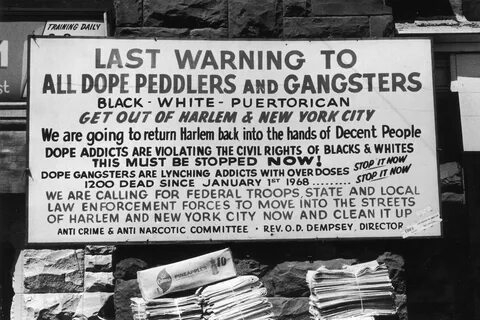 TRAINING DAILY
LAST WARNING TO
ALL DOPE PEDDLERS AND GANGSTERS
BLACK - WHITE - PUERTORICAN
GET OUT OF HARLEM & NEW YORK CITY
We are going to return Harlem back into the hands of Decent People
DOPE ADDICTS ARE VIOLATING THE CIVIL RIGHTS OF BLACKS & WHITES
THIS MUST BE STOPPED NOW!
DOPE GANGSTERS ARE LYNCHING ADDICTS WITH OVER DOSES STOP IT NOW
1200 DEAD SINCE JANUARY 1ST 1968......... STOP IT NOW
WE ARE CALLING FOR FEDERAL TROOPS, STATE AND LOCAL
LAW ENFORCEMENT FORCES TO MOVE INTO THE STREETS
OF HARLEM AND NEW YORK CITY NOW AND CLEAN IT UP
ANTI CRIME & ANTI NARCOTIC COMMITTEE • REV. O.D. DEMPSEY, DIRECTOR
PINEAPPLES
10